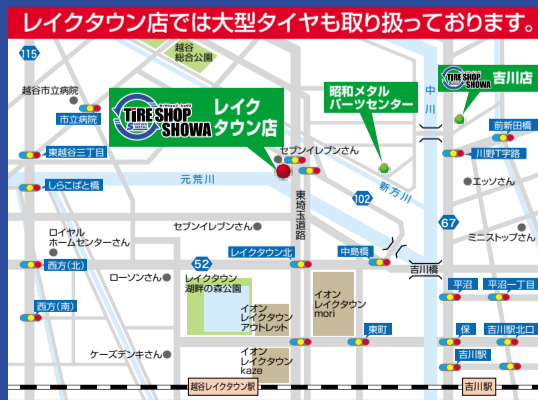 レイクタウン店では大型タイヤも取り扱っております。
115
越谷
総合公園
中川
TIRE SHOP
SHOWA
吉川店
越谷市立病院
市立病院
TIRE SHOP
SHOWA
レイク
タウン店
昭和メタル
パーツセンター
前新田橋
東越谷三丁目
セブンイレブンさん
川野T字路
しらこばと橋
元荒川
新方川
エッソさん
102
東埼玉道路
67
ロイヤル
ホームセンターさん
セブンイレブンさん
ミニストップさん
レイクタウン北
中島橋
吉川橋
西方(北)
52
ローソンさん
レイクタウン
湖畔の森公園
平沼
平沼一丁目
イオン
レイクタウン
mori
西方(南)
イオン
レイクタウン
アウトレット
東町
保
吉川駅北口
ケーズデンキさん
イオン
レイクタウン
kaze
吉川駅
越谷レイクタウン駅
吉川駅